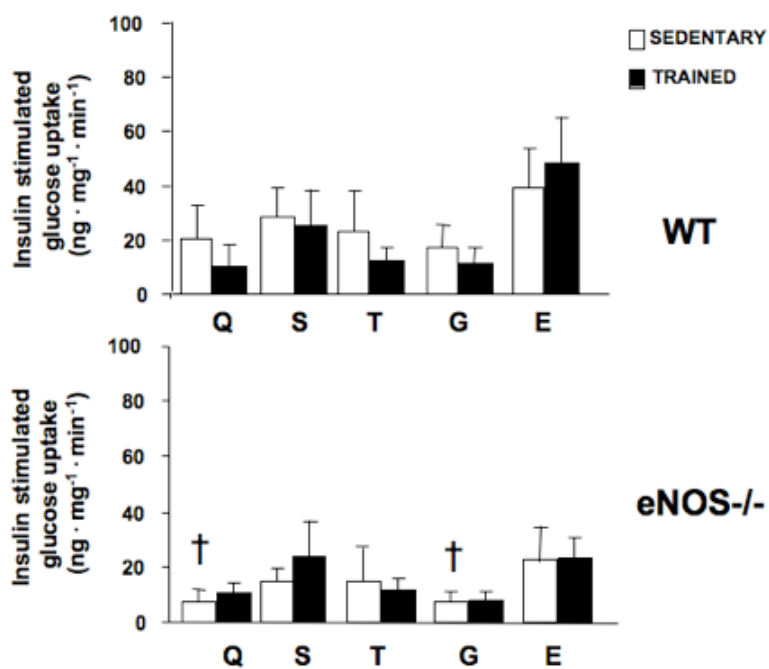 100
80
60
40
20
0
Insulin stimulated
glucose uptake
(ng · mg⁻¹ · min⁻¹)
SEDENTARY
TRAINED
WT
Q S T G E
100
80
60
40
20
0
Insulin stimulated
glucose uptake
(ng · mg⁻¹ · min⁻¹)
† †
eNOS-/-
Q S T G E